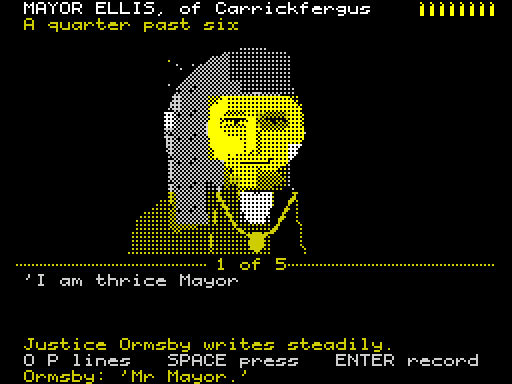 MAYOR ELLIS, of Carrickfergus
A quarter past six
1 of 5
'I am thrice Mayor
Justice Ormsby writes steadily.
O P lines   SPACE press   ENTER record
Ormsby: 'Mr Mayor.'